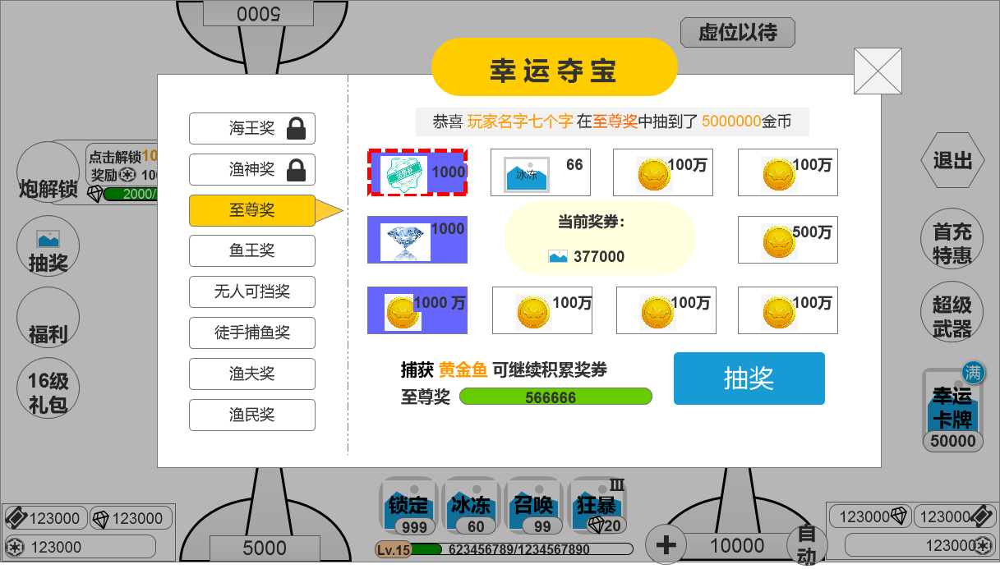 5000
虚位以待
幸运夺宝
恭喜 玩家名字七个字 在至尊奖中抽到了 5000000金币
海王奖
渔神奖
至尊奖
鱼王奖
无人可挡奖
徒手捕鱼奖
渔夫奖
渔民奖
1000
冰冻
66
100万
100万
1000
当前奖券:
377000
500万
1000 万
100万
100万
100万
捕获 黄金鱼 可继续积累奖券
至尊奖 566666
抽奖
炮解锁
点击解锁10
奖励 10
2000/
抽奖
福利
16级
礼包
退出
首充
特惠
超级
武器
满
幸运
卡牌
50000
123000 123000
123000
5000
锁定
999
冰冻
60
召唤
99
狂暴
III
20
Lv.15 623456789/1234567890
10000
自
动
123000 123000
123000